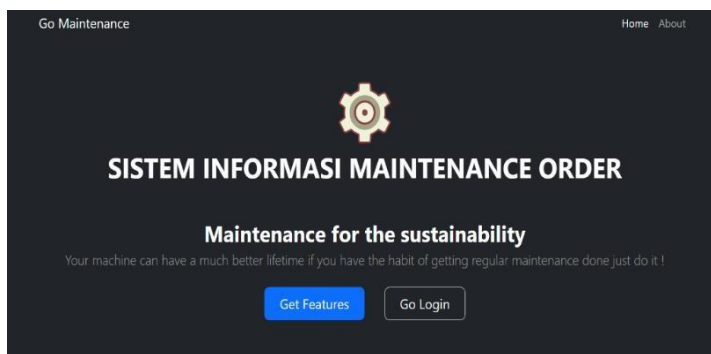 Go Maintenance
Home About
SISTEM INFORMASI MAINTENANCE ORDER
Maintenance for the sustainability
Your machine can have a much better lifetime if you have the habit of getting regular maintenance done just do it !
Get Features
Go Login